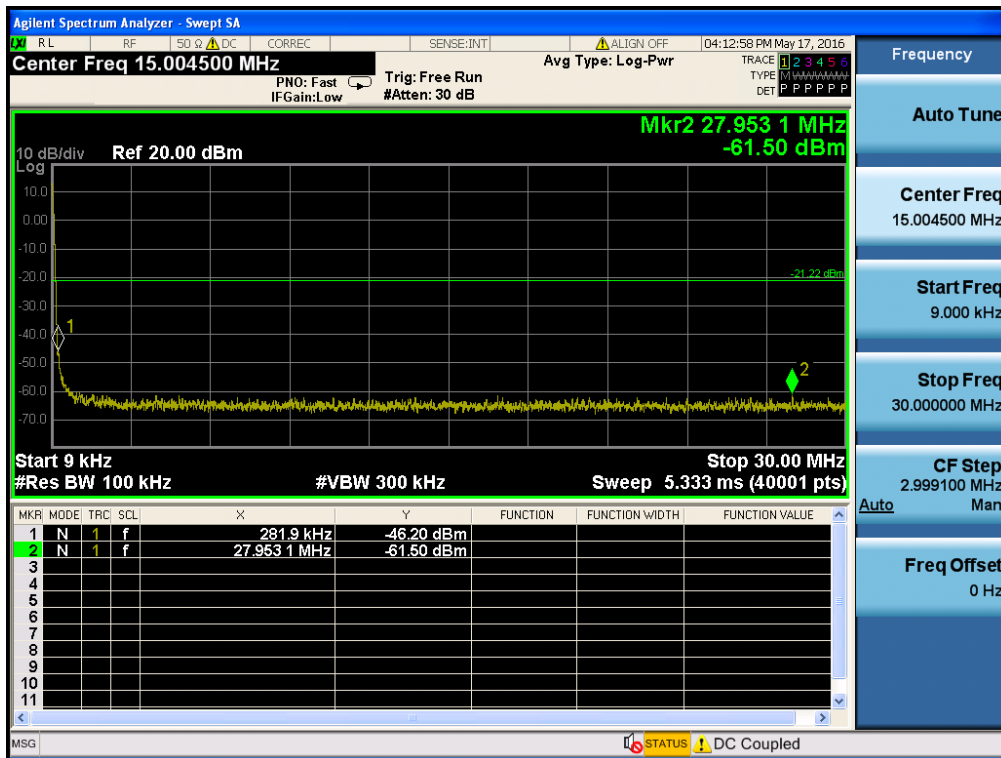 Agilent Spectrum Analyzer - Swept SA
LXI RL RF 50 Ω DC CORREC SENSE:INT ALIGN OFF 04:12:58 PM May 17, 2016
Center Freq 15.004500 MHz
PNO: Fast
IFGain:Low
Trig: Free Run
#Atten: 30 dB
Avg Type: Log-Pwr
TRACE 1 2 3 4 5 6
TYPE M WWWWW
DET P P P P P P
Mkr2 27.953 1 MHz
-61.50 dBm
10 dB/div Ref 20.00 dBm
Log
10.0
0.00
-10.0
-20.0
-21.22 dBm
-30.0
1
-40.0
-50.0
2
-60.0
-70.0
Start 9 kHz Stop 30.00 MHz
#Res BW 100 kHz #VBW 300 kHz Sweep 5.333 ms (40001 pts)
MKR MODE TRC SCL X Y FUNCTION FUNCTION WIDTH FUNCTION VALUE
1 N 1 f 281.9 kHz -46.20 dBm
2 N 1 f 27.953 1 MHz -61.50 dBm
3
4
5
6
7
8
9
10
11
MSG STATUS DC Coupled
Frequency
Auto Tune
Center Freq
15.004500 MHz
Start Freq
9.000 kHz
Stop Freq
30.000000 MHz
CF Step
2.999100 MHz
Auto Man
Freq Offset
0 Hz